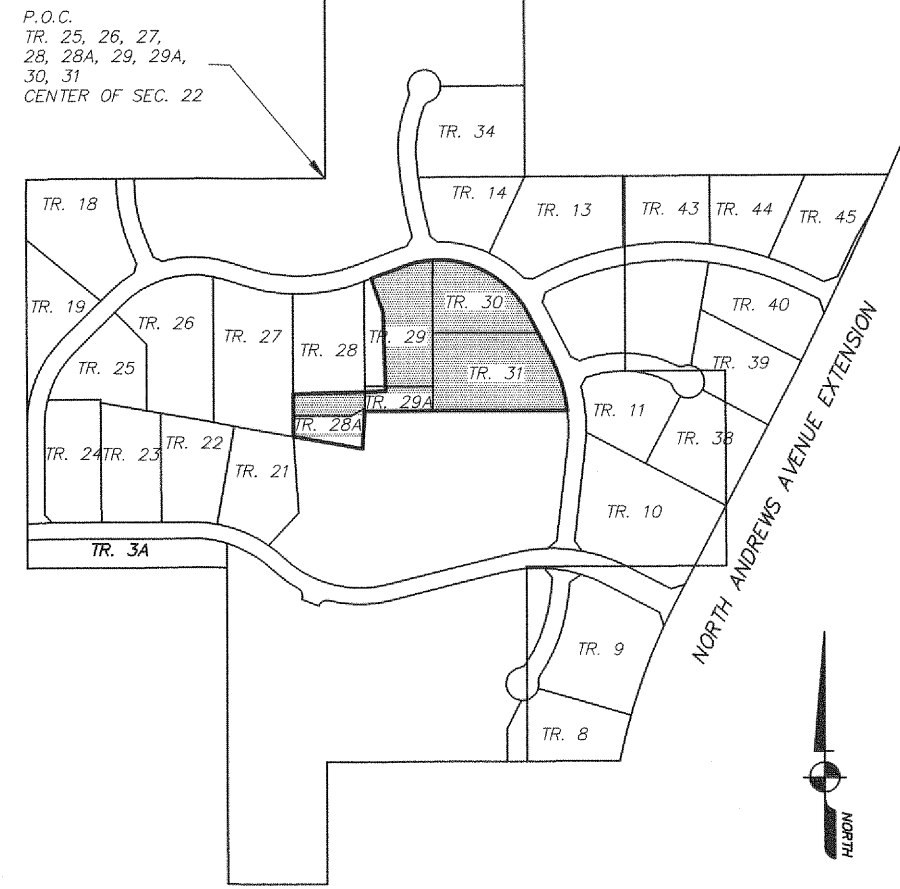 P.O.C.
TR. 25, 26, 27,
28, 28A, 29, 29A,
30, 31
CENTER OF SEC. 22
TR. 34
TR. 18
TR. 14
TR. 13
TR. 43
TR. 44
TR. 45
TR. 19
TR. 26
TR. 27
TR. 28
TR. 29
TR. 30
TR. 40
TR. 25
TR. 31
TR. 39
TR. 29A
TR. 28A
TR. 11
TR. 38
TR. 24
TR. 23
TR. 22
TR. 21
TR. 10
TR. 3A
NORTH ANDREWS AVENUE EXTENSION
TR. 9
TR. 8
NORTH